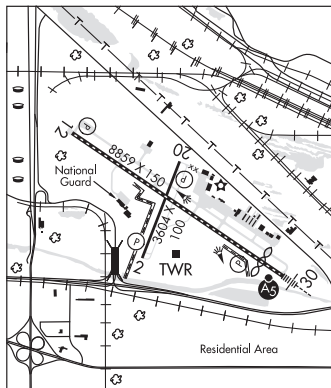 12
P
8859 X 150
20
P
National
Guard
3604 X
100
P
P
2
TWR
30
A5
Residential Area